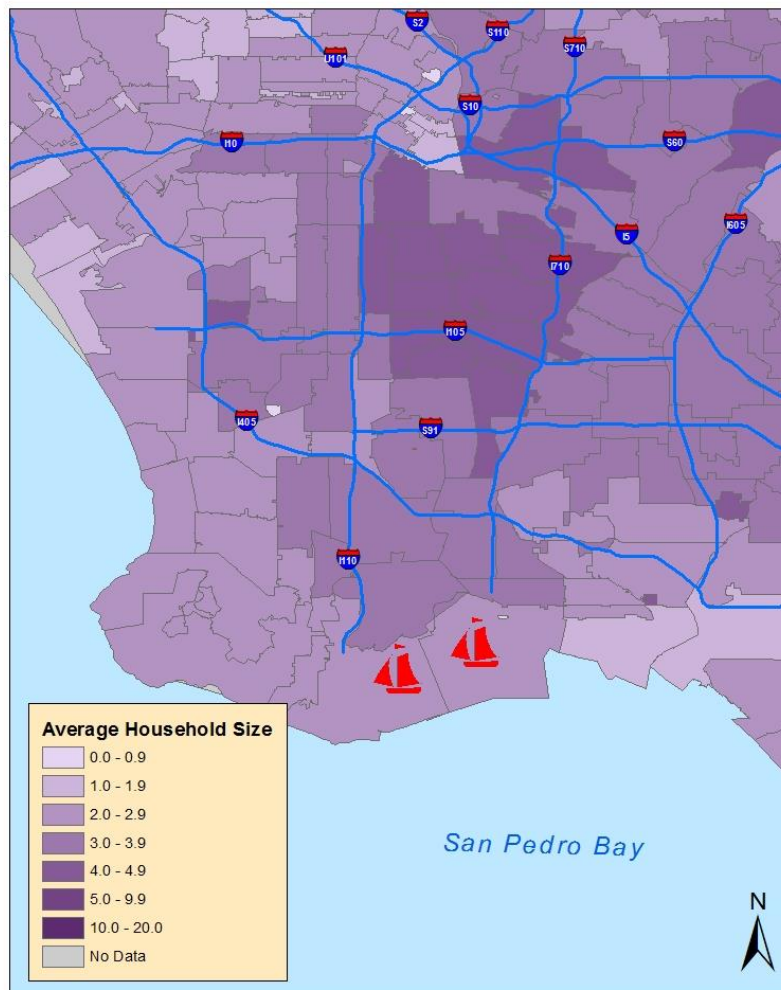 S2
S110
S710
U101
S10
I10
S60
I605
I5
I710
I105
I405
S91
I110
Average Household Size
0.0 - 0.9
1.0 - 1.9
2.0 - 2.9
3.0 - 3.9
4.0 - 4.9
5.0 - 9.9
10.0 - 20.0
No Data
San Pedro Bay
N